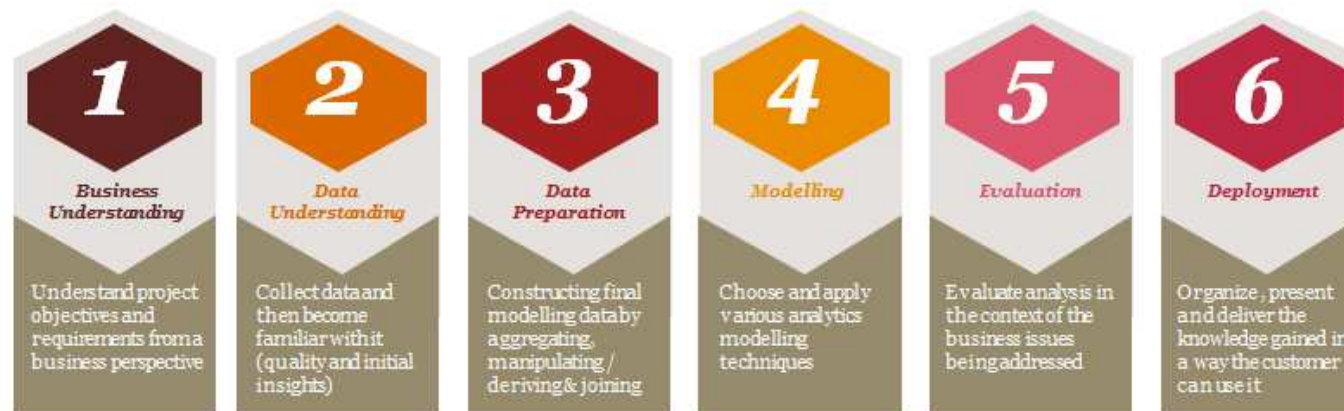 1
Business
Understanding
Understand project
objectives and
requirements from a
business perspective
2
Data
Understanding
Collect data and
then become
familiar with it
(quality and initial
insights)
3
Data
Preparation
Constructing final
modelling data by
aggregating,
manipulating /
deriving & joining
4
Modelling
Choose and apply
various analytics
modelling
techniques
5
Evaluation
Evaluate analysis in
the context of the
business issues
being addressed
6
Deployment
Organize, present
and deliver the
knowledge gained in
a way the customer
can use it